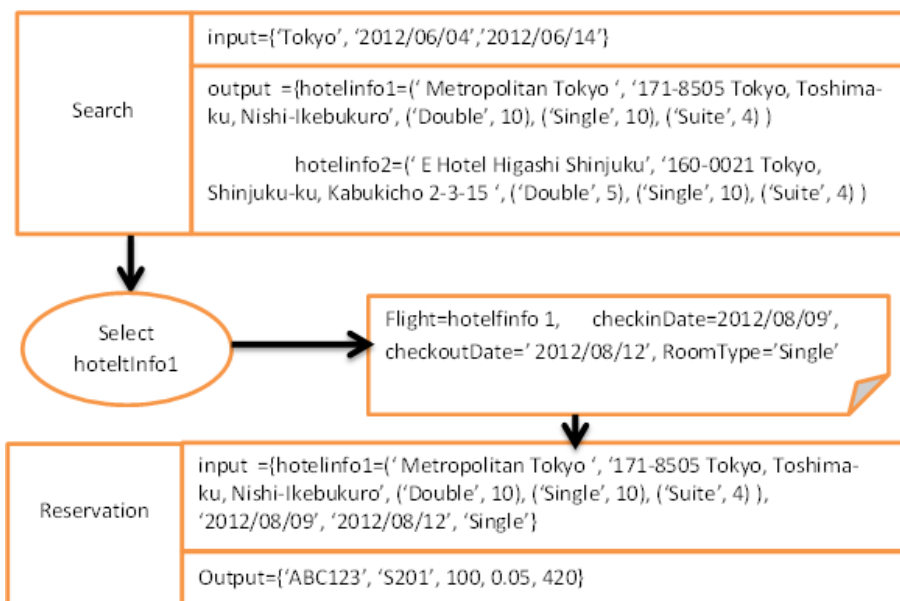 input={‘Tokyo’, ‘2012/06/04’,’2012/06/14’}
Search
output ={hotelinfo1=(‘ Metropolitan Tokyo ‘, ‘171-8505 Tokyo, Toshima-
ku, Nishi-Ikebukuro’, (‘Double’, 10), (‘Single’, 10), (‘Suite’, 4) )
hotelinfo2=(‘ E Hotel Higashi Shinjuku’, ‘160-0021 Tokyo,
Shinjuku-ku, Kabukicho 2-3-15 ‘, (‘Double’, 5), (‘Single’, 10), (‘Suite’, 4) )
Select
hoteltInfo1
Flight=hotelfinfo 1, checkinDate=2012/08/09’,
checkoutDate=’ 2012/08/12’, RoomType=’Single’
Reservation
input ={hotelinfo1=(‘ Metropolitan Tokyo ‘, ‘171-8505 Tokyo, Toshima-
ku, Nishi-Ikebukuro’, (‘Double’, 10), (‘Single’, 10), (‘Suite’, 4) ),
‘2012/08/09’, ‘2012/08/12’, ‘Single’}
Output={‘ABC123’, ‘S201’, 100, 0.05, 420}